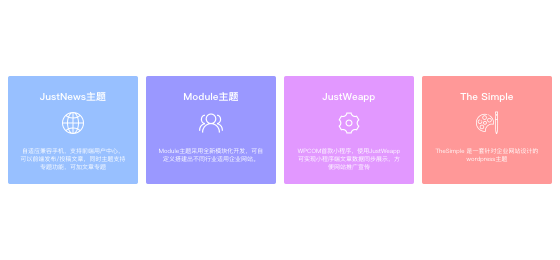 JustNews主题
自适应兼容手机、支持前端用户中心、
可以前端发布/投稿文章，同时主题支持
专题功能，可加文章专题
Module主题
Module主题采用全新模块化开发，可自
定义搭建出不同行业适用企业网站。
JustWeapp
WPCOM首款小程序，使用JustWeapp
可实现小程序端文章数据同步展示，方
便网站推广宣传
The Simple
TheSimple 是一套针对企业网站设计的
wordpress主题